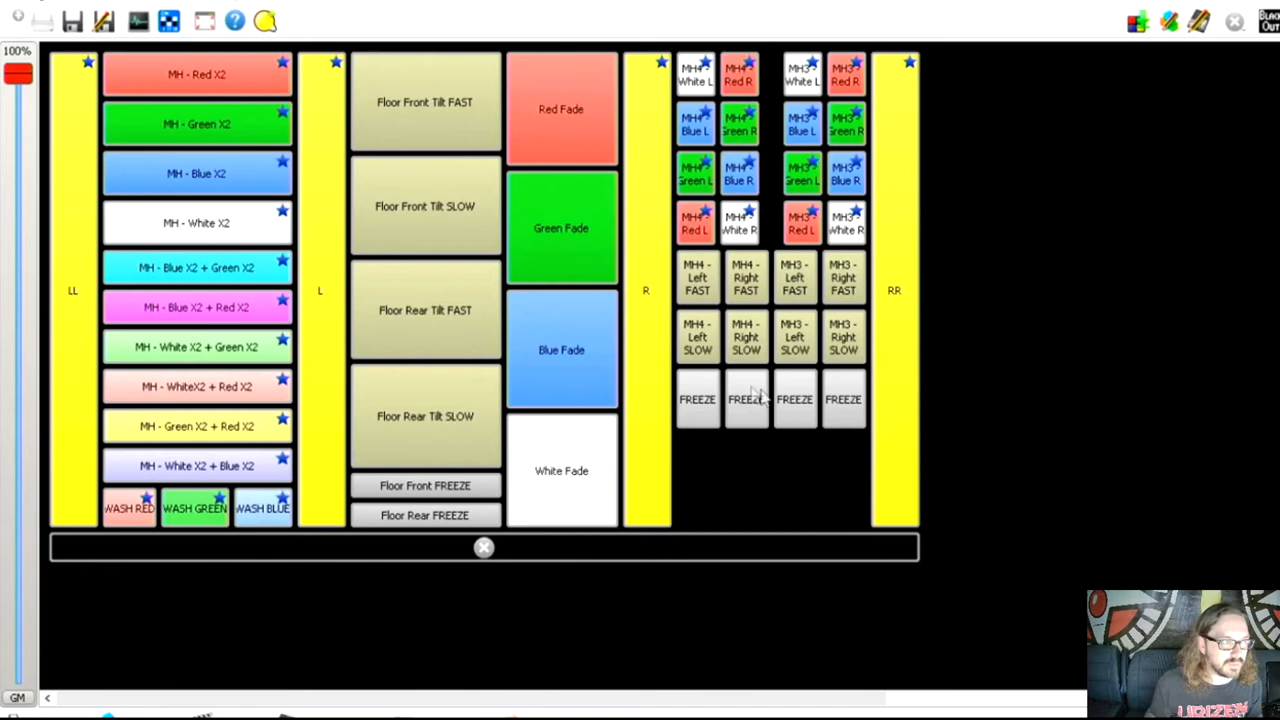 BLACK
OUT
100%
GM
LL
MH - Red X2
MH - Green X2
MH - Blue X2
MH - White X2
MH - Blue X2 + Green X2
MH - Blue X2 + Red X2
MH - White X2 + Green X2
MH - WhiteX2 + Red X2
MH - Green X2 + Red X2
MH - White X2 + Blue X2
WASH RED
WASH GREEN
WASH BLUE
L
Floor Front Tilt FAST
Floor Front Tilt SLOW
Floor Rear Tilt FAST
Floor Rear Tilt SLOW
Floor Front FREEZE
Floor Rear FREEZE
Red Fade
Green Fade
Blue Fade
White Fade
R
MH4 -
White L
MH4 -
Red R
MH3 -
White L
MH3 -
Red R
MH4 -
Blue L
MH4 -
Green R
MH3 -
Blue L
MH3 -
Green R
MH4 -
Green L
MH4 -
Blue R
MH3 -
Green L
MH3 -
Blue R
MH4 -
Red L
MH4 -
White R
MH3 -
Red L
MH3 -
White R
MH4 -
Left
FAST
MH4 -
Right
FAST
MH3 -
Left
FAST
MH3 -
Right
FAST
MH4 -
Left
SLOW
MH4 -
Right
SLOW
MH3 -
Left
SLOW
MH3 -
Right
SLOW
FREEZE
FREEZE
FREEZE
FREEZE
RR